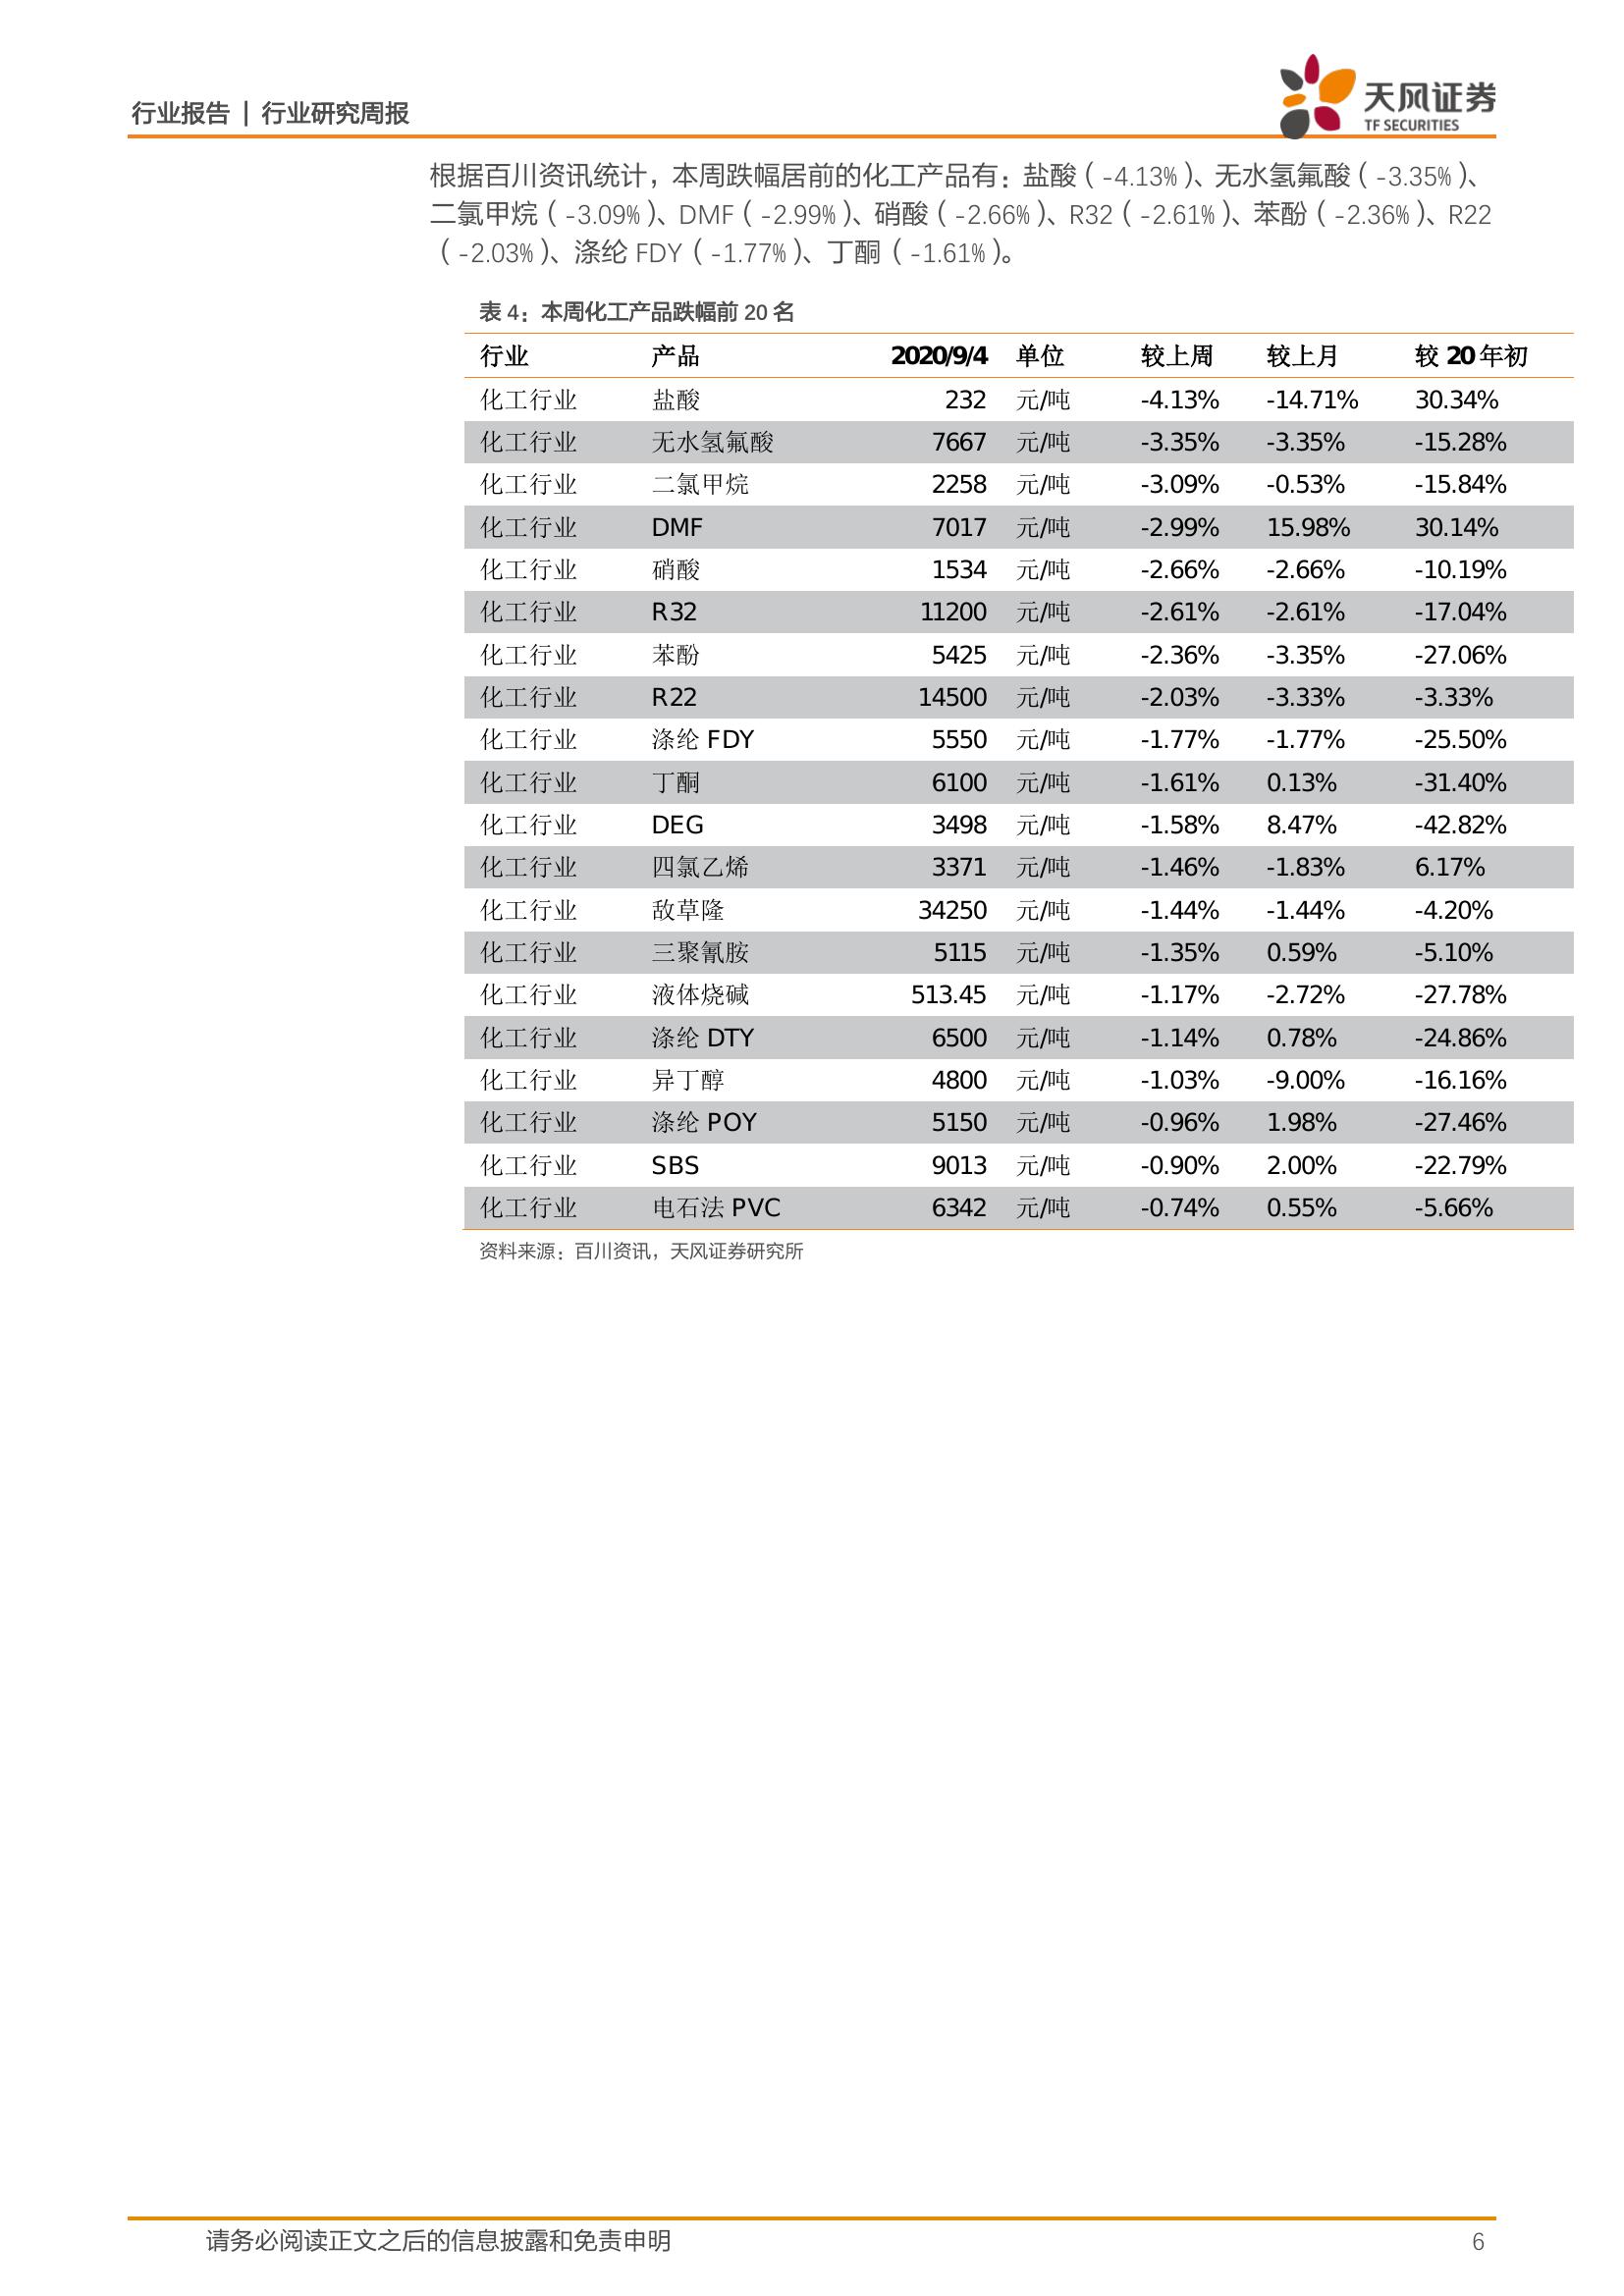 行业报告 | 行业研究周报
天风证券
TF SECURITIES
根据百川资讯统计，本周跌幅居前的化工产品有：盐酸（-4.13%）、无水氢氟酸（-3.35%）、
二氯甲烷（-3.09%）、DMF（-2.99%）、硝酸（-2.66%）、R32（-2.61%）、苯酚（-2.36%）、R22
（-2.03%）、涤纶 FDY（-1.77%）、丁酮（-1.61%）。
表 4：本周化工产品跌幅前 20 名
行业 产品 2020/9/4 单位 较上周 较上月 较 20 年初
化工行业 盐酸 232 元/吨 -4.13% -14.71% 30.34%
化工行业 无水氢氟酸 7667 元/吨 -3.35% -3.35% -15.28%
化工行业 二氯甲烷 2258 元/吨 -3.09% -0.53% -15.84%
化工行业 DMF 7017 元/吨 -2.99% 15.98% 30.14%
化工行业 硝酸 1534 元/吨 -2.66% -2.66% -10.19%
化工行业 R32 11200 元/吨 -2.61% -2.61% -17.04%
化工行业 苯酚 5425 元/吨 -2.36% -3.35% -27.06%
化工行业 R22 14500 元/吨 -2.03% -3.33% -3.33%
化工行业 涤纶 FDY 5550 元/吨 -1.77% -1.77% -25.50%
化工行业 丁酮 6100 元/吨 -1.61% 0.13% -31.40%
化工行业 DEG 3498 元/吨 -1.58% 8.47% -42.82%
化工行业 四氯乙烯 3371 元/吨 -1.46% -1.83% 6.17%
化工行业 敌草隆 34250 元/吨 -1.44% -1.44% -4.20%
化工行业 三聚氰胺 5115 元/吨 -1.35% 0.59% -5.10%
化工行业 液体烧碱 513.45 元/吨 -1.17% -2.72% -27.78%
化工行业 涤纶 DTY 6500 元/吨 -1.14% 0.78% -24.86%
化工行业 异丁醇 4800 元/吨 -1.03% -9.00% -16.16%
化工行业 涤纶 POY 5150 元/吨 -0.96% 1.98% -27.46%
化工行业 SBS 9013 元/吨 -0.90% 2.00% -22.79%
化工行业 电石法 PVC 6342 元/吨 -0.74% 0.55% -5.66%
资料来源：百川资讯，天风证券研究所
请务必阅读正文之后的信息披露和免责申明 6